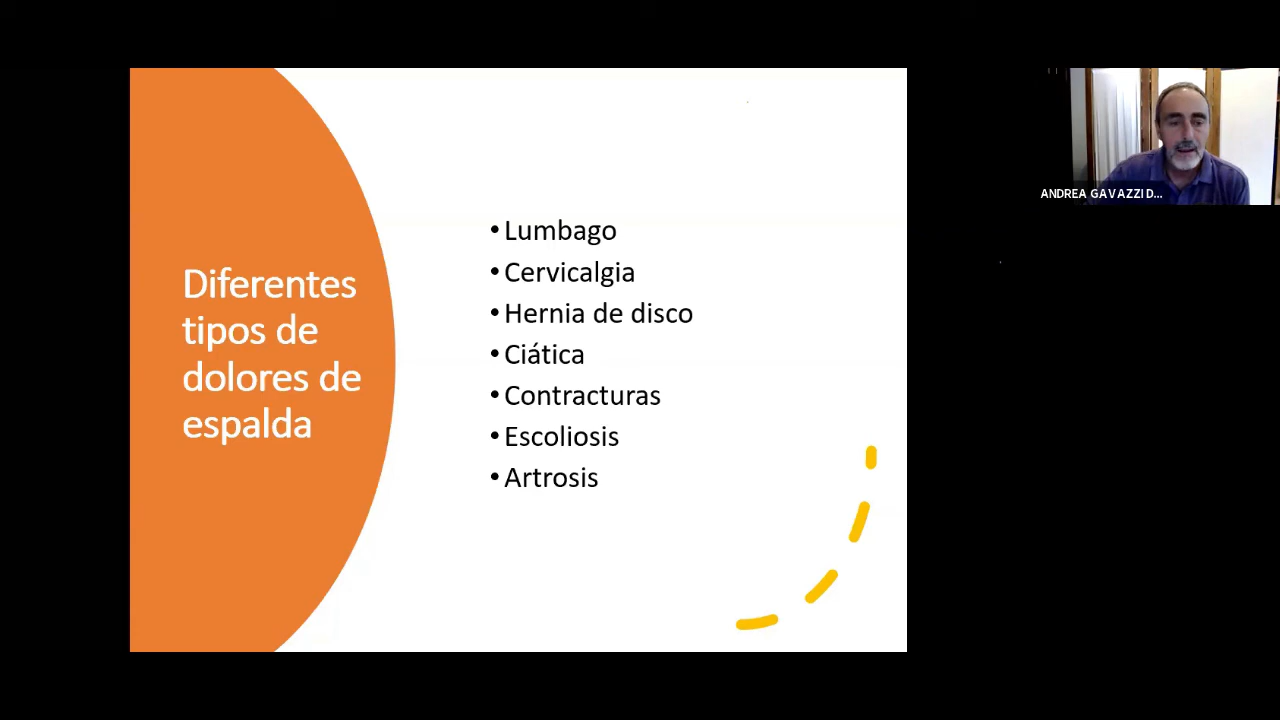 Diferentes
tipos de
dolores de
espalda
• Lumbago
• Cervicalgia
• Hernia de disco
• Ciática
• Contracturas
• Escoliosis
• Artrosis
ANDREA GAVAZZI D...